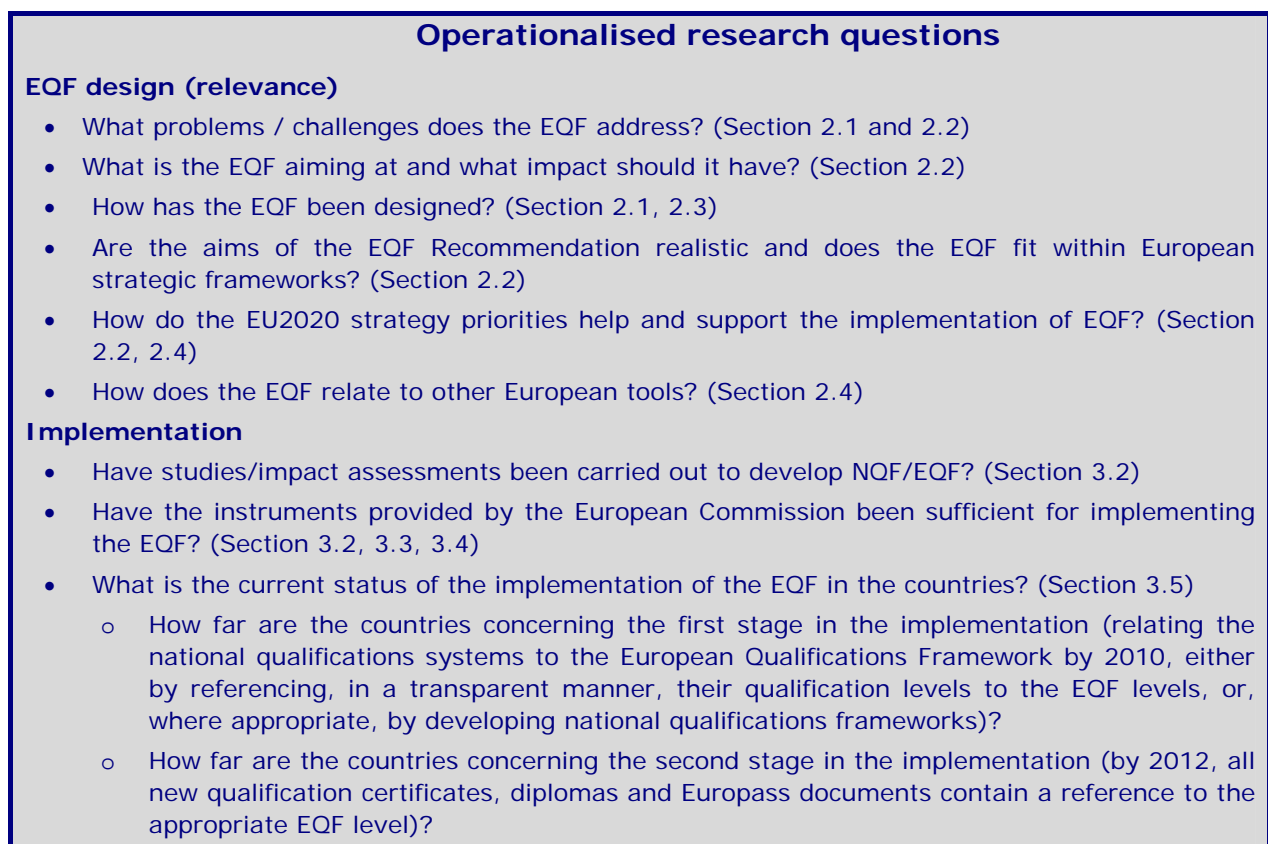 Operationalised research questions
EQF design (relevance)
• What problems / challenges does the EQF address? (Section 2.1 and 2.2)
• What is the EQF aiming at and what impact should it have? (Section 2.2)
• How has the EQF been designed? (Section 2.1, 2.3)
• Are the aims of the EQF Recommendation realistic and does the EQF fit within European
strategic frameworks? (Section 2.2)
• How do the EU2020 strategy priorities help and support the implementation of EQF? (Section
2.2, 2.4)
• How does the EQF relate to other European tools? (Section 2.4)
Implementation
• Have studies/impact assessments been carried out to develop NQF/EQF? (Section 3.2)
• Have the instruments provided by the European Commission been sufficient for implementing
the EQF? (Section 3.2, 3.3, 3.4)
• What is the current status of the implementation of the EQF in the countries? (Section 3.5)
o How far are the countries concerning the first stage in the implementation (relating the
national qualifications systems to the European Qualifications Framework by 2010, either
by referencing, in a transparent manner, their qualification levels to the EQF levels, or,
where appropriate, by developing national qualifications frameworks)?
o How far are the countries concerning the second stage in the implementation (by 2012, all
new qualification certificates, diplomas and Europass documents contain a reference to the
appropriate EQF level)?